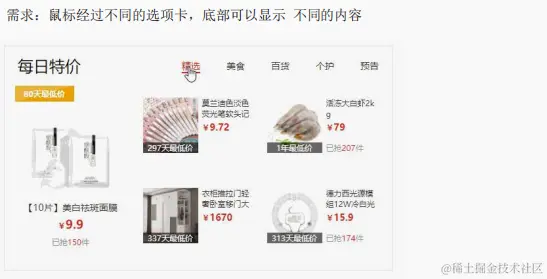 需求：鼠标经过不同的选项卡，底部可以显示 不同的内容
每日特价
精选 美食 百货 个护 预告
80天最低价
【10片】美白祛斑面膜
¥9.9
已抢150件
莫兰迪色淡色
荧光笔软头记
¥9.72
297天最低价
冻大白虾2k
g
¥79
1年最低价
已抢207件
衣柜推拉门轻
奢卧室移门大
¥1670
337天最低价
德力西光源模
组12W冷白光
¥15.9
313天最低价
已抢174件
@稀土掘金技术社区